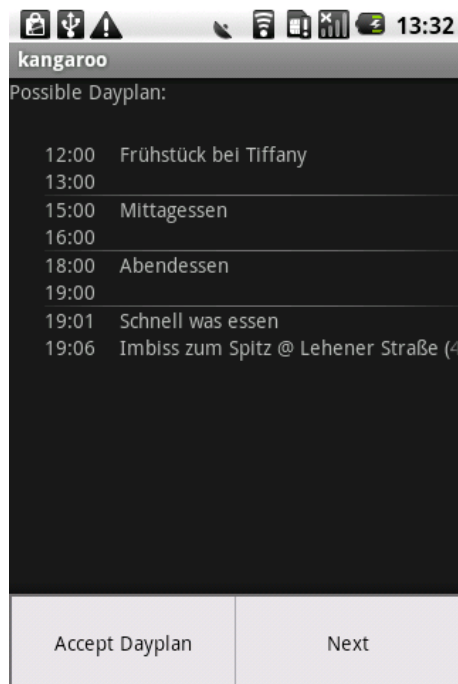 13:32
kangaroo
Possible Dayplan:
12:00 Frühstück bei Tiffany
13:00
15:00 Mittagessen
16:00
18:00 Abendessen
19:00
19:01 Schnell was essen
19:06 Imbiss zum Spitz @ Lehener Straße (4
Accept Dayplan Next